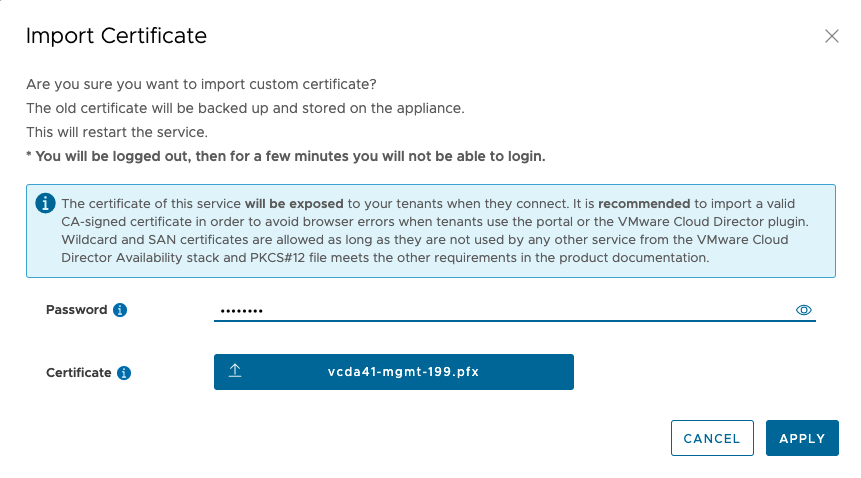 Import Certificate
Are you sure you want to import custom certificate?
The old certificate will be backed up and stored on the appliance.
This will restart the service.
* You will be logged out, then for a few minutes you will not be able to login.
The certificate of this service will be exposed to your tenants when they connect. It is recommended to import a valid
CA-signed certificate in order to avoid browser errors when tenants use the portal or the VMware Cloud Director plugin.
Wildcard and SAN certificates are allowed as long as they are not used by any other service from the VMware Cloud
Director Availability stack and PKCS#12 file meets the other requirements in the product documentation.
Password
••••••••
Certificate
vcda41-mgmt-199.pfx
CANCEL
APPLY